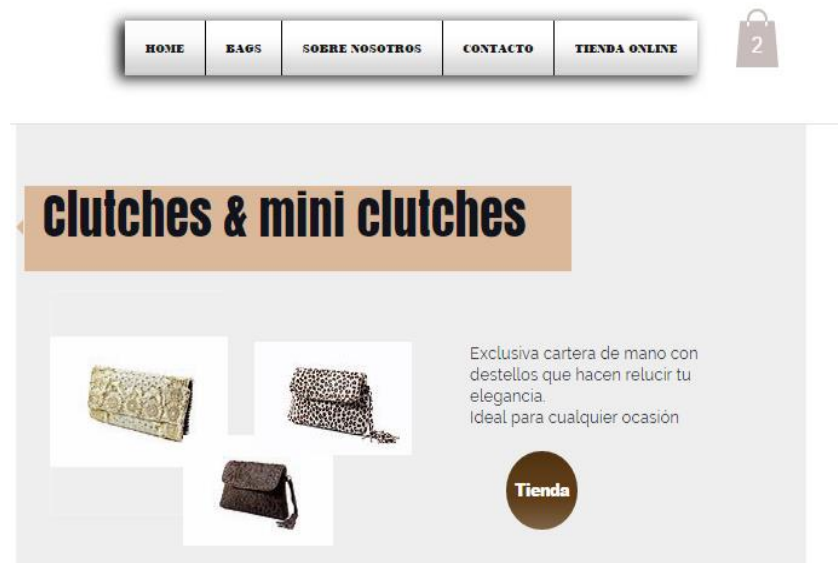 HOME BAGS SOBRE NOSOTROS CONTACTO TIENDA ONLINE
2
Clutches & mini clutches
Exclusiva cartera de mano con
destellos que hacen relucir tu
elegancia.
Ideal para cualquier ocasión
Tienda